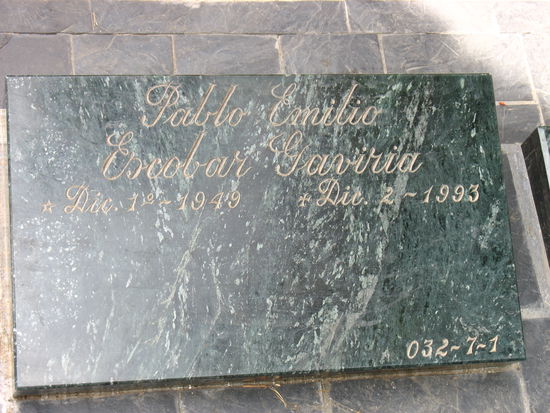 Pablo Emilio
Escobar Gaviria
★ Dic. 1º - 1949 ✝ Dic. 2 - 1993
032-7-1